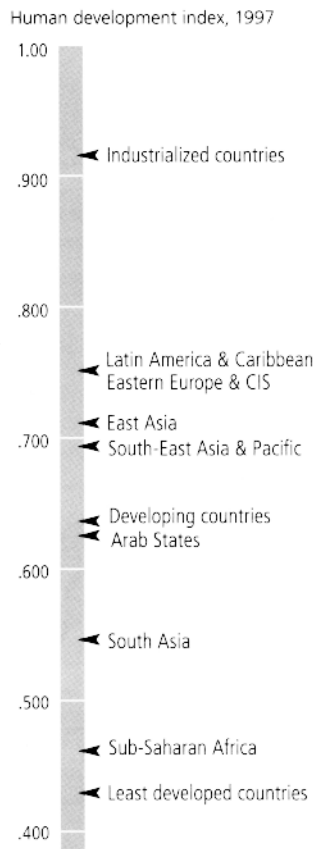 Human development index, 1997
1.00
Industrialized countries
.900
.800
Latin America & Caribbean
Eastern Europe & CIS
East Asia
.700
South-East Asia & Pacific
Developing countries
Arab States
.600
South Asia
.500
Sub-Saharan Africa
Least developed countries
.400